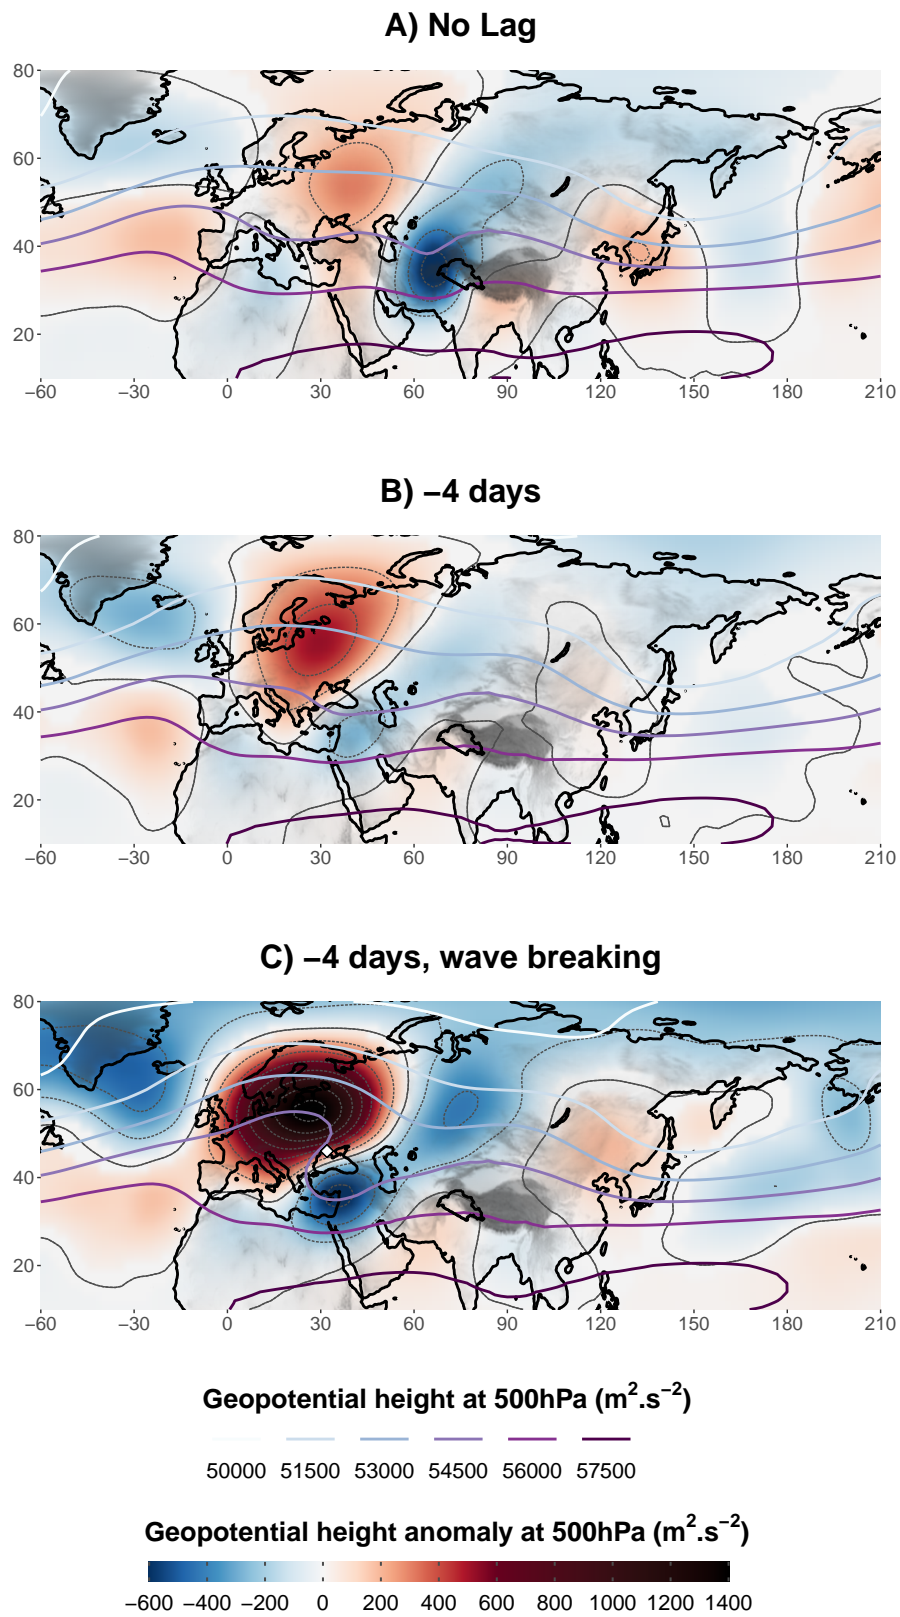 A) No Lag
80
60
40
20
−60 −30 0 30 60 90 120 150 180 210
B) −4 days
80
60
40
20
−60 −30 0 30 60 90 120 150 180 210
C) −4 days, wave breaking
80
60
40
20
−60 −30 0 30 60 90 120 150 180 210
Geopotential height at 500hPa (m².s⁻²)
50000 51500 53000 54500 56000 57500
Geopotential height anomaly at 500hPa (m².s⁻²)
−600 −400 −200 0 200 400 600 800 1000 1200 1400